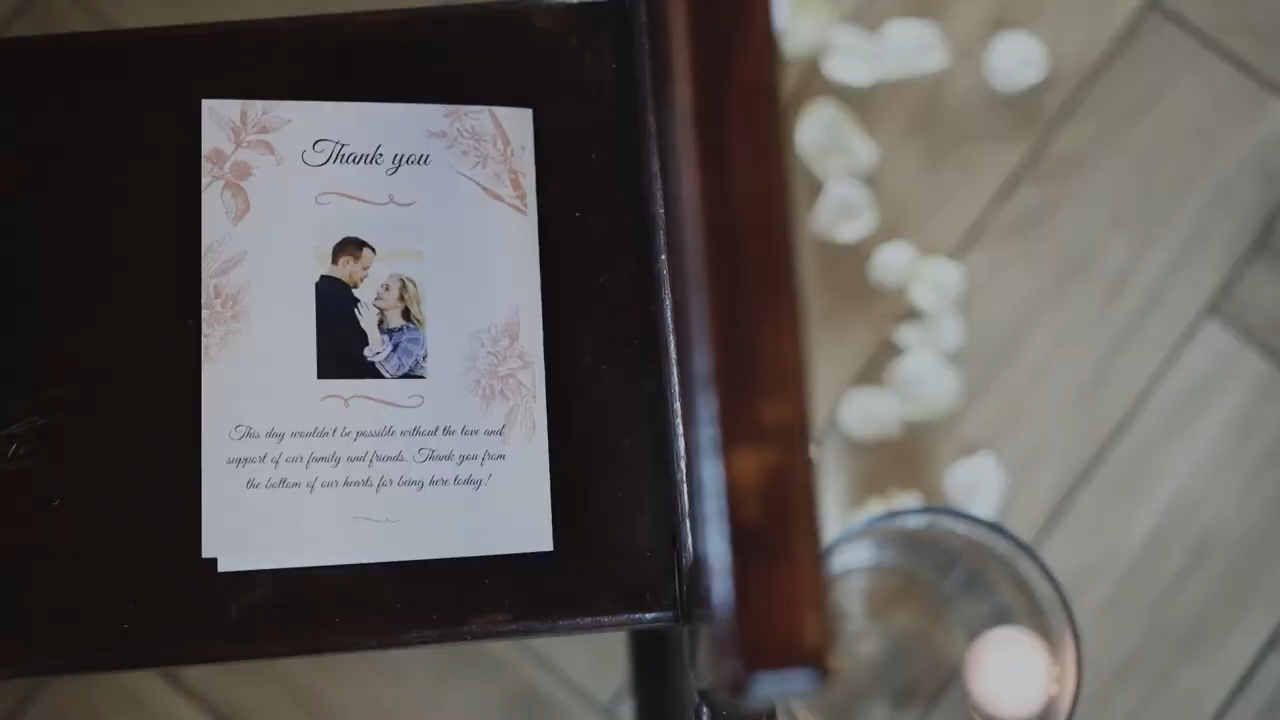 Thank you
This day wouldn't be possible without the love and
support of our family and friends. Thank you from
the bottom of our hearts for being here today!